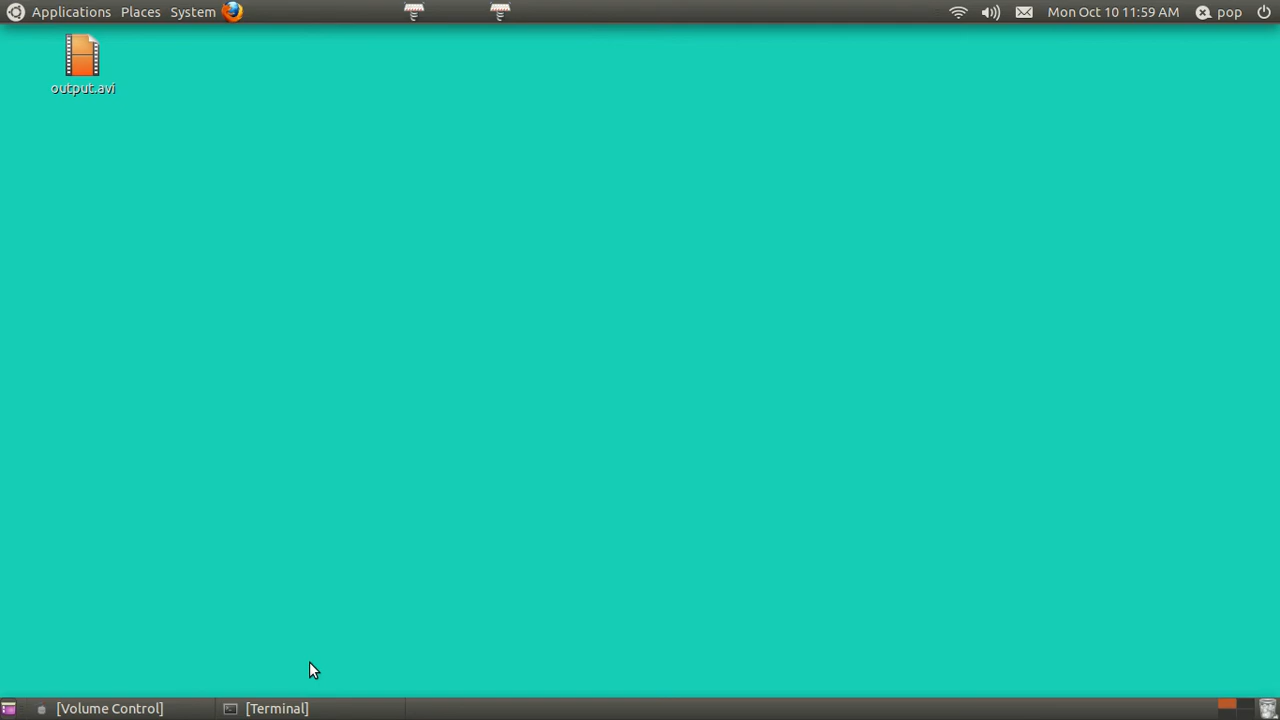 Applications Places System Mon Oct 10 11:59 AM pop
output.avi
[Volume Control] [Terminal]